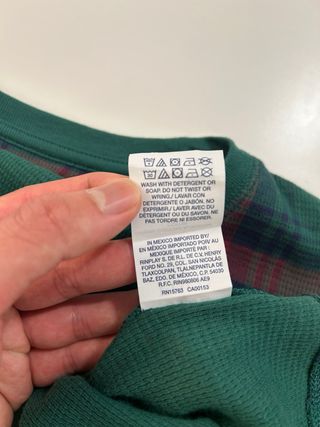 WASH WITH DETERGENT OR
SOAP. DO NOT TWIST OR
WRING./ LAVAR CON
DETERGENTE O JABON. NO
EXPRIMIR./ LAVER AVEC DU
DÉTERGENT OU DU SAVON. NE
PAS TORDRE NI ESSORER.
IN MEXICO IMPORTED BY/
EN MÉXICO IMPORTADO POR/ AU
MEXIQUE IMPORTÉ PAR:
RINPLAY S. DE R.L. DE C.V. HENRY
FORD NO. 29, COL. SAN NICOLÁS
TLAXCOLPAN, TLALNEPANTLA DE
BAZ, EDO. DE MÉXICO, C.P. 54030
R.F.C. RIN980806 AE9
RN15763 CA00153